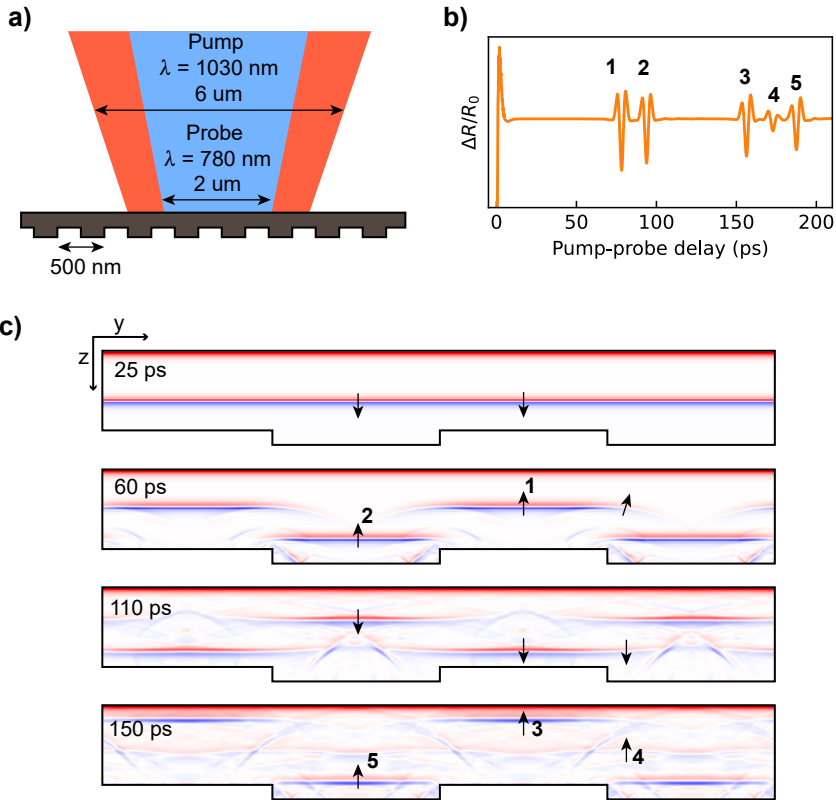 a)
Pump
λ = 1030 nm
6 um
Probe
λ = 780 nm
2 um
500 nm
b)
1 2 3 4 5
ΔR/R₀
0 50 100 150 200
Pump-probe delay (ps)
c)
y
z
25 ps
60 ps
1
2
110 ps
150 ps
3
4
5